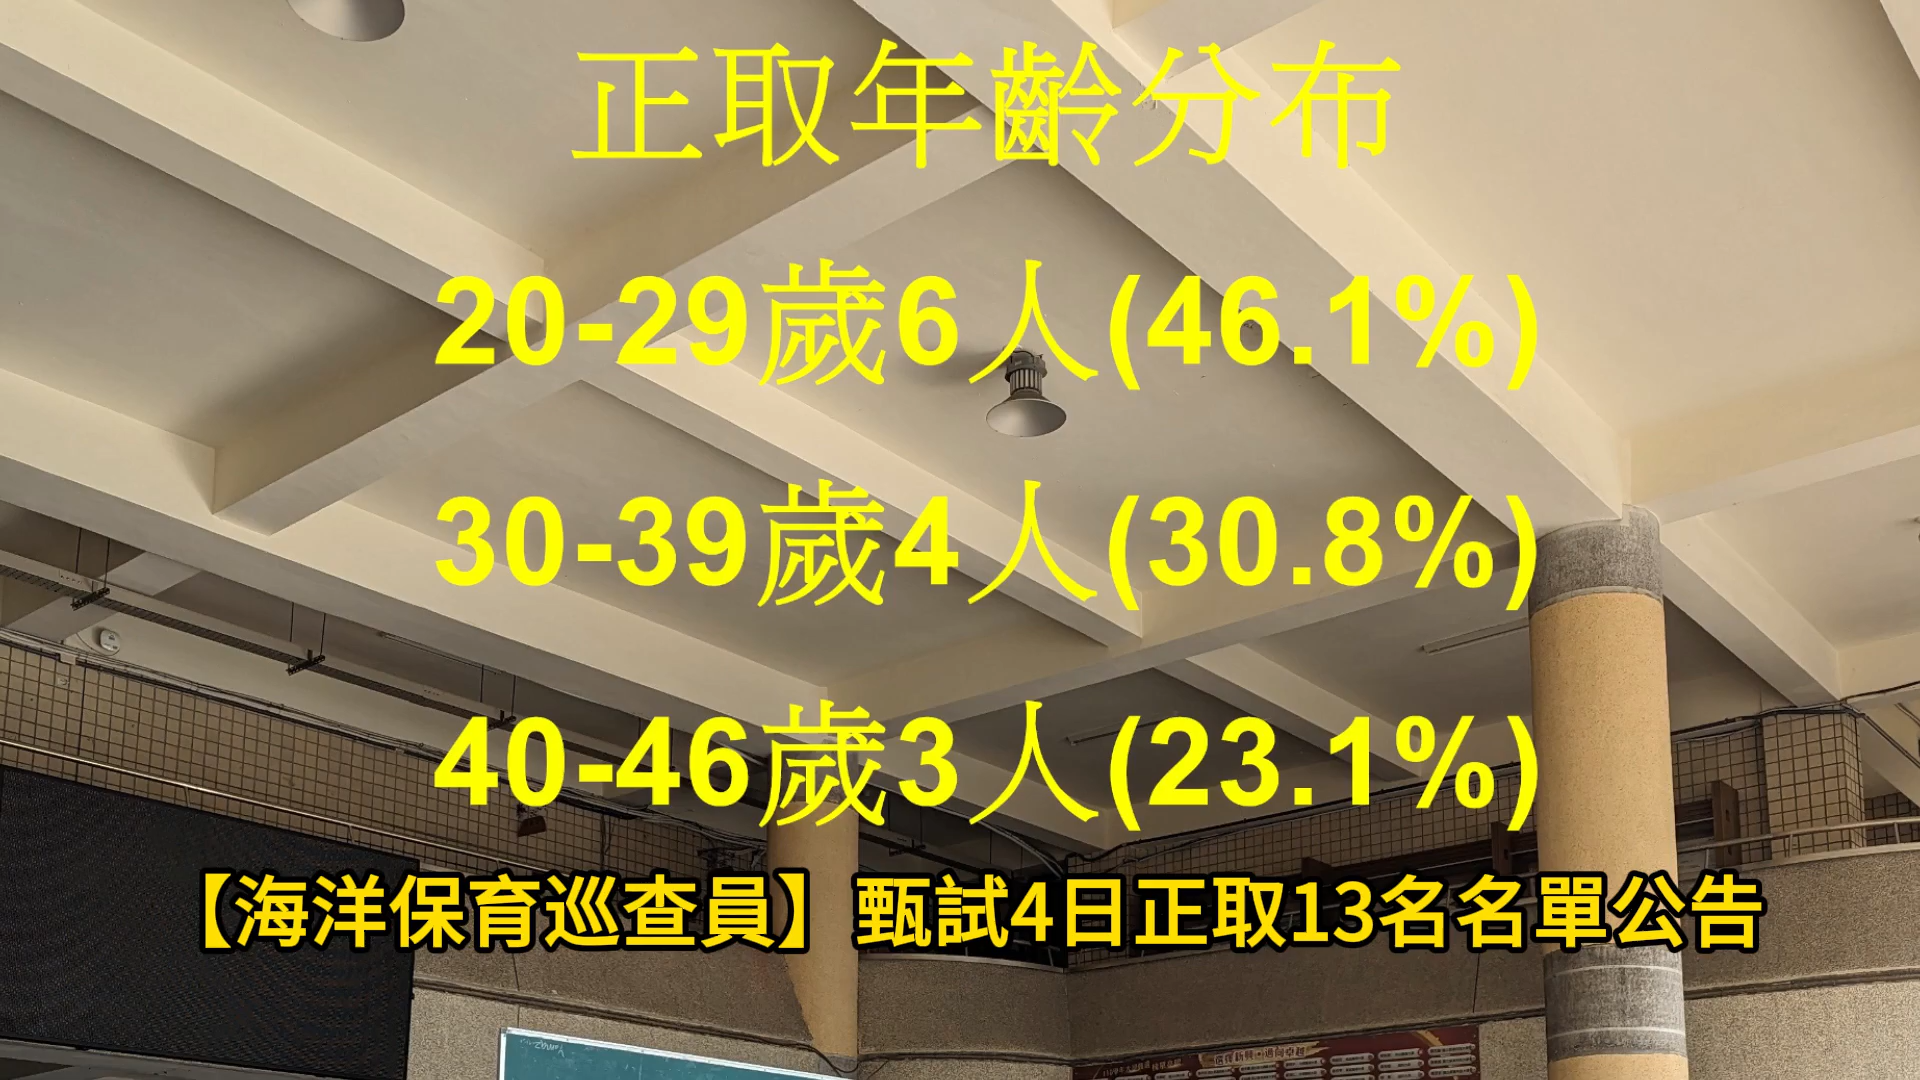 正取年齡分布
20-29歲6人(46.1%)
30-39歲4人(30.8%)
40-46歲3人(23.1%)
【海洋保育巡查員】甄試4日正取13名名單公告